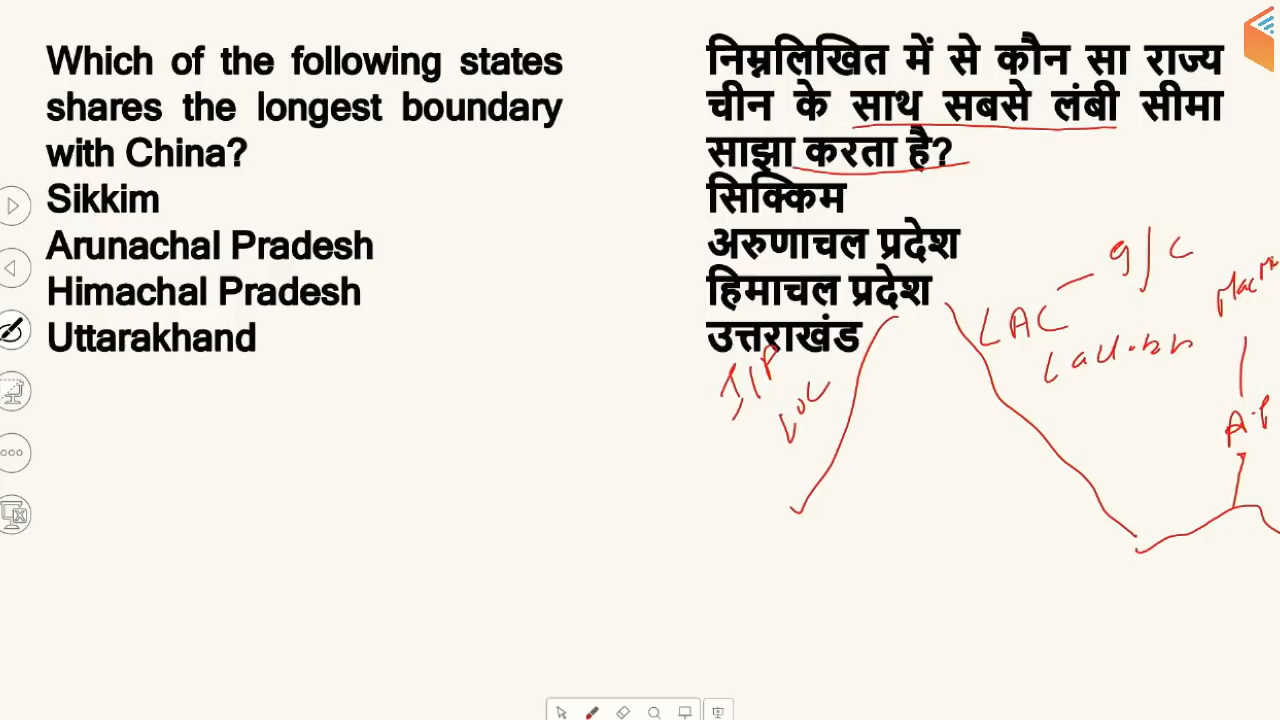 Which of the following states
shares the longest boundary
with China?
Sikkim
Arunachal Pradesh
Himachal Pradesh
Uttarakhand
निम्नलिखित में से कौन सा राज्य
चीन के साथ सबसे लंबी सीमा
साझा करता है?
सिक्किम
अरुणाचल प्रदेश
हिमाचल प्रदेश
उत्तराखंड
LAC
I/P
LOC
A.P